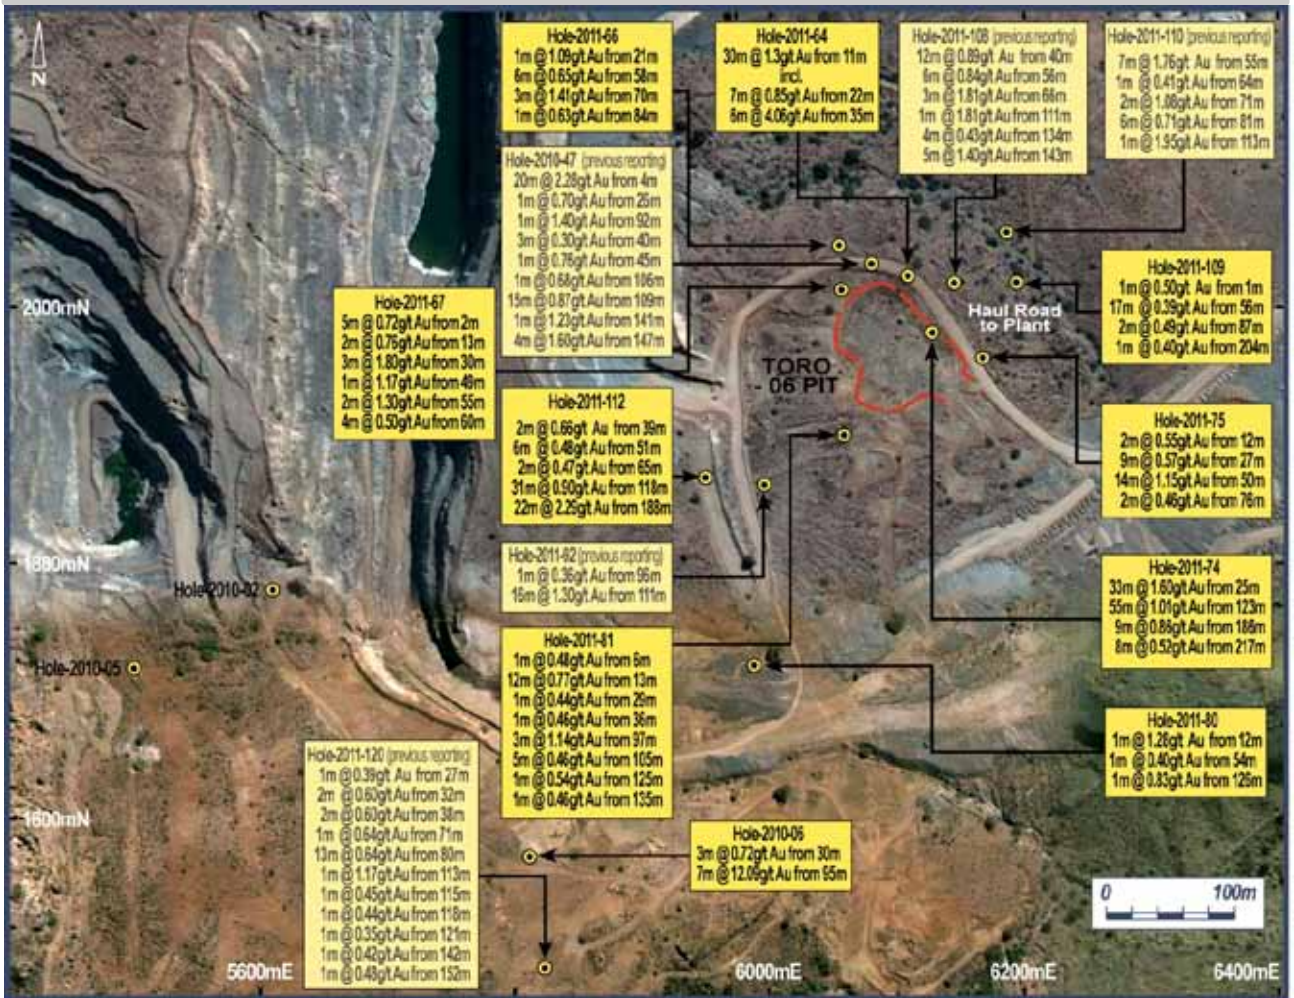 N
Hole-2011-66
1m @ 1.09g/t Au from 21m
6m @ 0.65g/t Au from 58m
3m @ 1.41g/t Au from 70m
1m @ 0.63g/t Au from 84m
Hole-2011-64
30m @ 1.3g/t Au from 11m
incl.
7m @ 0.85g/t Au from 22m
6m @ 4.06g/t Au from 35m
Hole-2011-108 (previous reporting)
12m @ 0.89g/t Au from 40m
6m @ 0.84g/t Au from 56m
3m @ 1.81g/t Au from 66m
1m @ 1.81g/t Au from 111m
4m @ 0.43g/t Au from 134m
5m @ 1.40g/t Au from 143m
Hole-2011-110 (previous reporting)
7m @ 1.76g/t Au from 55m
1m @ 0.41g/t Au from 64m
2m @ 1.08g/t Au from 71m
6m @ 0.71g/t Au from 81m
1m @ 1.95g/t Au from 113m
Hole-2010-47 (previous reporting)
20m @ 2.28g/t Au from 4m
1m @ 0.70g/t Au from 26m
1m @ 1.40g/t Au from 92m
3m @ 0.30g/t Au from 40m
1m @ 0.76g/t Au from 45m
1m @ 0.68g/t Au from 106m
15m @ 0.87g/t Au from 109m
1m @ 1.23g/t Au from 141m
4m @ 1.60g/t Au from 147m
Hole-2011-109
1m @ 0.50g/t Au from 1m
17m @ 0.39g/t Au from 56m
2m @ 0.49g/t Au from 87m
1m @ 0.40g/t Au from 204m
2000mN
Hole-2011-67
5m @ 0.72g/t Au from 2m
2m @ 0.75g/t Au from 13m
3m @ 1.80g/t Au from 30m
1m @ 1.17g/t Au from 49m
2m @ 1.30g/t Au from 55m
4m @ 0.50g/t Au from 60m
Haul Road
to Plant
TORO
- 06 PIT
Hole-2011-112
2m @ 0.66g/t Au from 39m
6m @ 0.48g/t Au from 51m
2m @ 0.47g/t Au from 65m
31m @ 0.90g/t Au from 118m
22m @ 2.25g/t Au from 188m
Hole-2011-75
2m @ 0.55g/t Au from 12m
9m @ 0.57g/t Au from 27m
14m @ 1.15g/t Au from 50m
2m @ 0.46g/t Au from 76m
1800mN
Hole-2011-62 (previous reporting)
1m @ 0.36g/t Au from 96m
16m @ 1.30g/t Au from 111m
Hole-2011-74
33m @ 1.60g/t Au from 25m
55m @ 1.01g/t Au from 123m
9m @ 0.86g/t Au from 186m
8m @ 0.52g/t Au from 217m
Hole-2010-02
Hole-2010-05
Hole-2011-81
1m @ 0.48g/t Au from 6m
12m @ 0.77g/t Au from 13m
1m @ 0.44g/t Au from 29m
1m @ 0.46g/t Au from 36m
3m @ 1.14g/t Au from 97m
5m @ 0.46g/t Au from 105m
1m @ 0.54g/t Au from 125m
1m @ 0.46g/t Au from 135m
Hole-2011-80
1m @ 1.28g/t Au from 12m
1m @ 0.40g/t Au from 54m
1m @ 0.83g/t Au from 126m
Hole-2011-120 (previous reporting)
1m @ 0.39g/t Au from 27m
2m @ 0.60g/t Au from 32m
2m @ 0.60g/t Au from 38m
1m @ 0.64g/t Au from 71m
13m @ 0.64g/t Au from 80m
1m @ 1.17g/t Au from 113m
1m @ 0.45g/t Au from 115m
1m @ 0.44g/t Au from 118m
1m @ 0.35g/t Au from 121m
1m @ 0.42g/t Au from 142m
1m @ 0.48g/t Au from 152m
1600mN
Hole-2010-06
3m @ 0.72g/t Au from 30m
7m @ 12.09g/t Au from 95m
0 100m
5600mE
6000mE
6200mE
6400mE